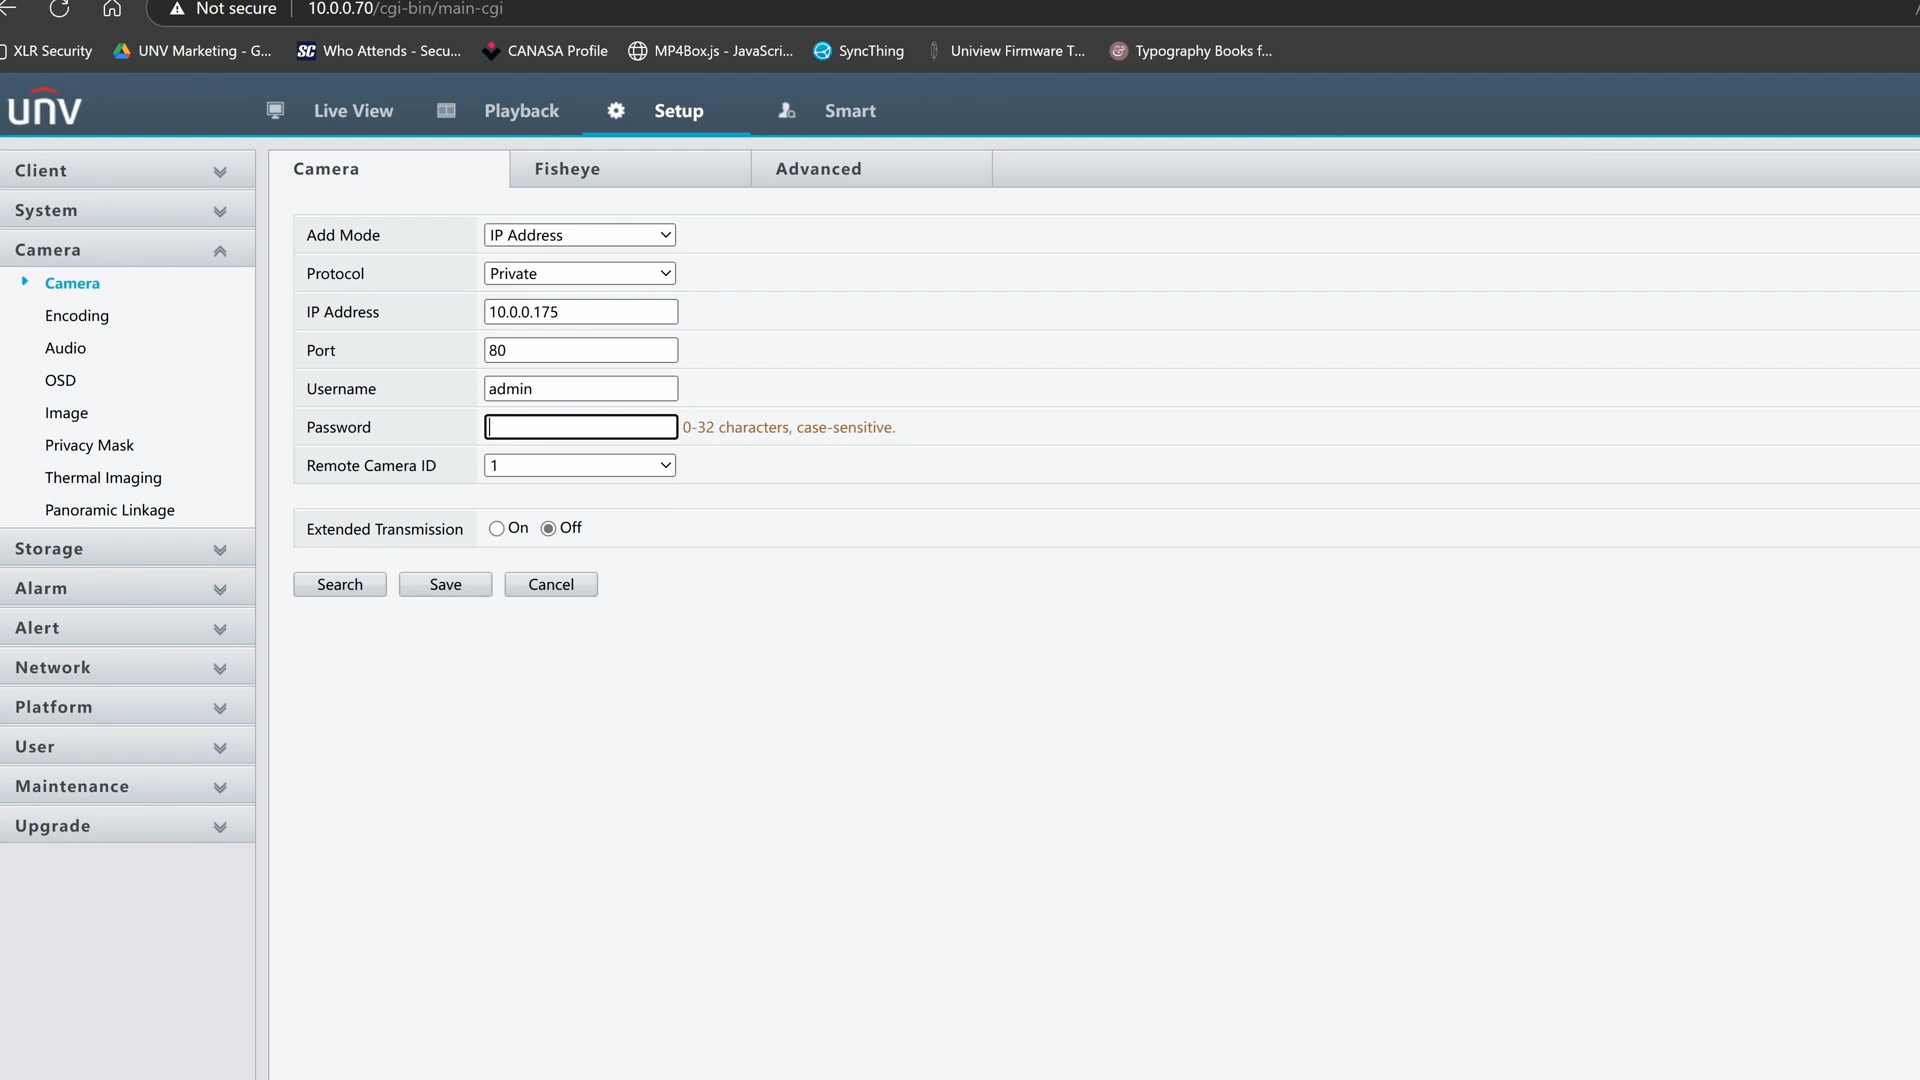 Not secure 10.0.0.70/cgi-bin/main-cgi
XLR Security UNV Marketing - G... SC Who Attends - Secu... CANASA Profile MP4Box.js - JavaScri... SyncThing Uniview Firmware T... Typography Books f...
unv Live View Playback Setup Smart
Client
System
Camera
Camera
Encoding
Audio
OSD
Image
Privacy Mask
Thermal Imaging
Panoramic Linkage
Storage
Alarm
Alert
Network
Platform
User
Maintenance
Upgrade
Camera Fisheye Advanced
Add Mode IP Address
Protocol Private
IP Address 10.0.0.175
Port 80
Username admin
Password 0-32 characters, case-sensitive.
Remote Camera ID 1
Extended Transmission On Off
Search Save Cancel